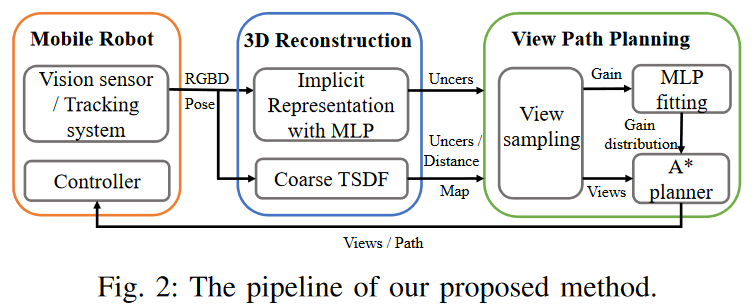 Mobile Robot
Vision sensor
/ Tracking
system
Controller
RGBD
Pose
3D Reconstruction
Implicit
Representation
with MLP
Coarse TSDF
Uncers
Uncers /
Distance
Map
View Path Planning
View
sampling
Gain
MLP
fitting
Gain
distribution
Views
A*
planner
Views / Path
Fig. 2: The pipeline of our proposed method.